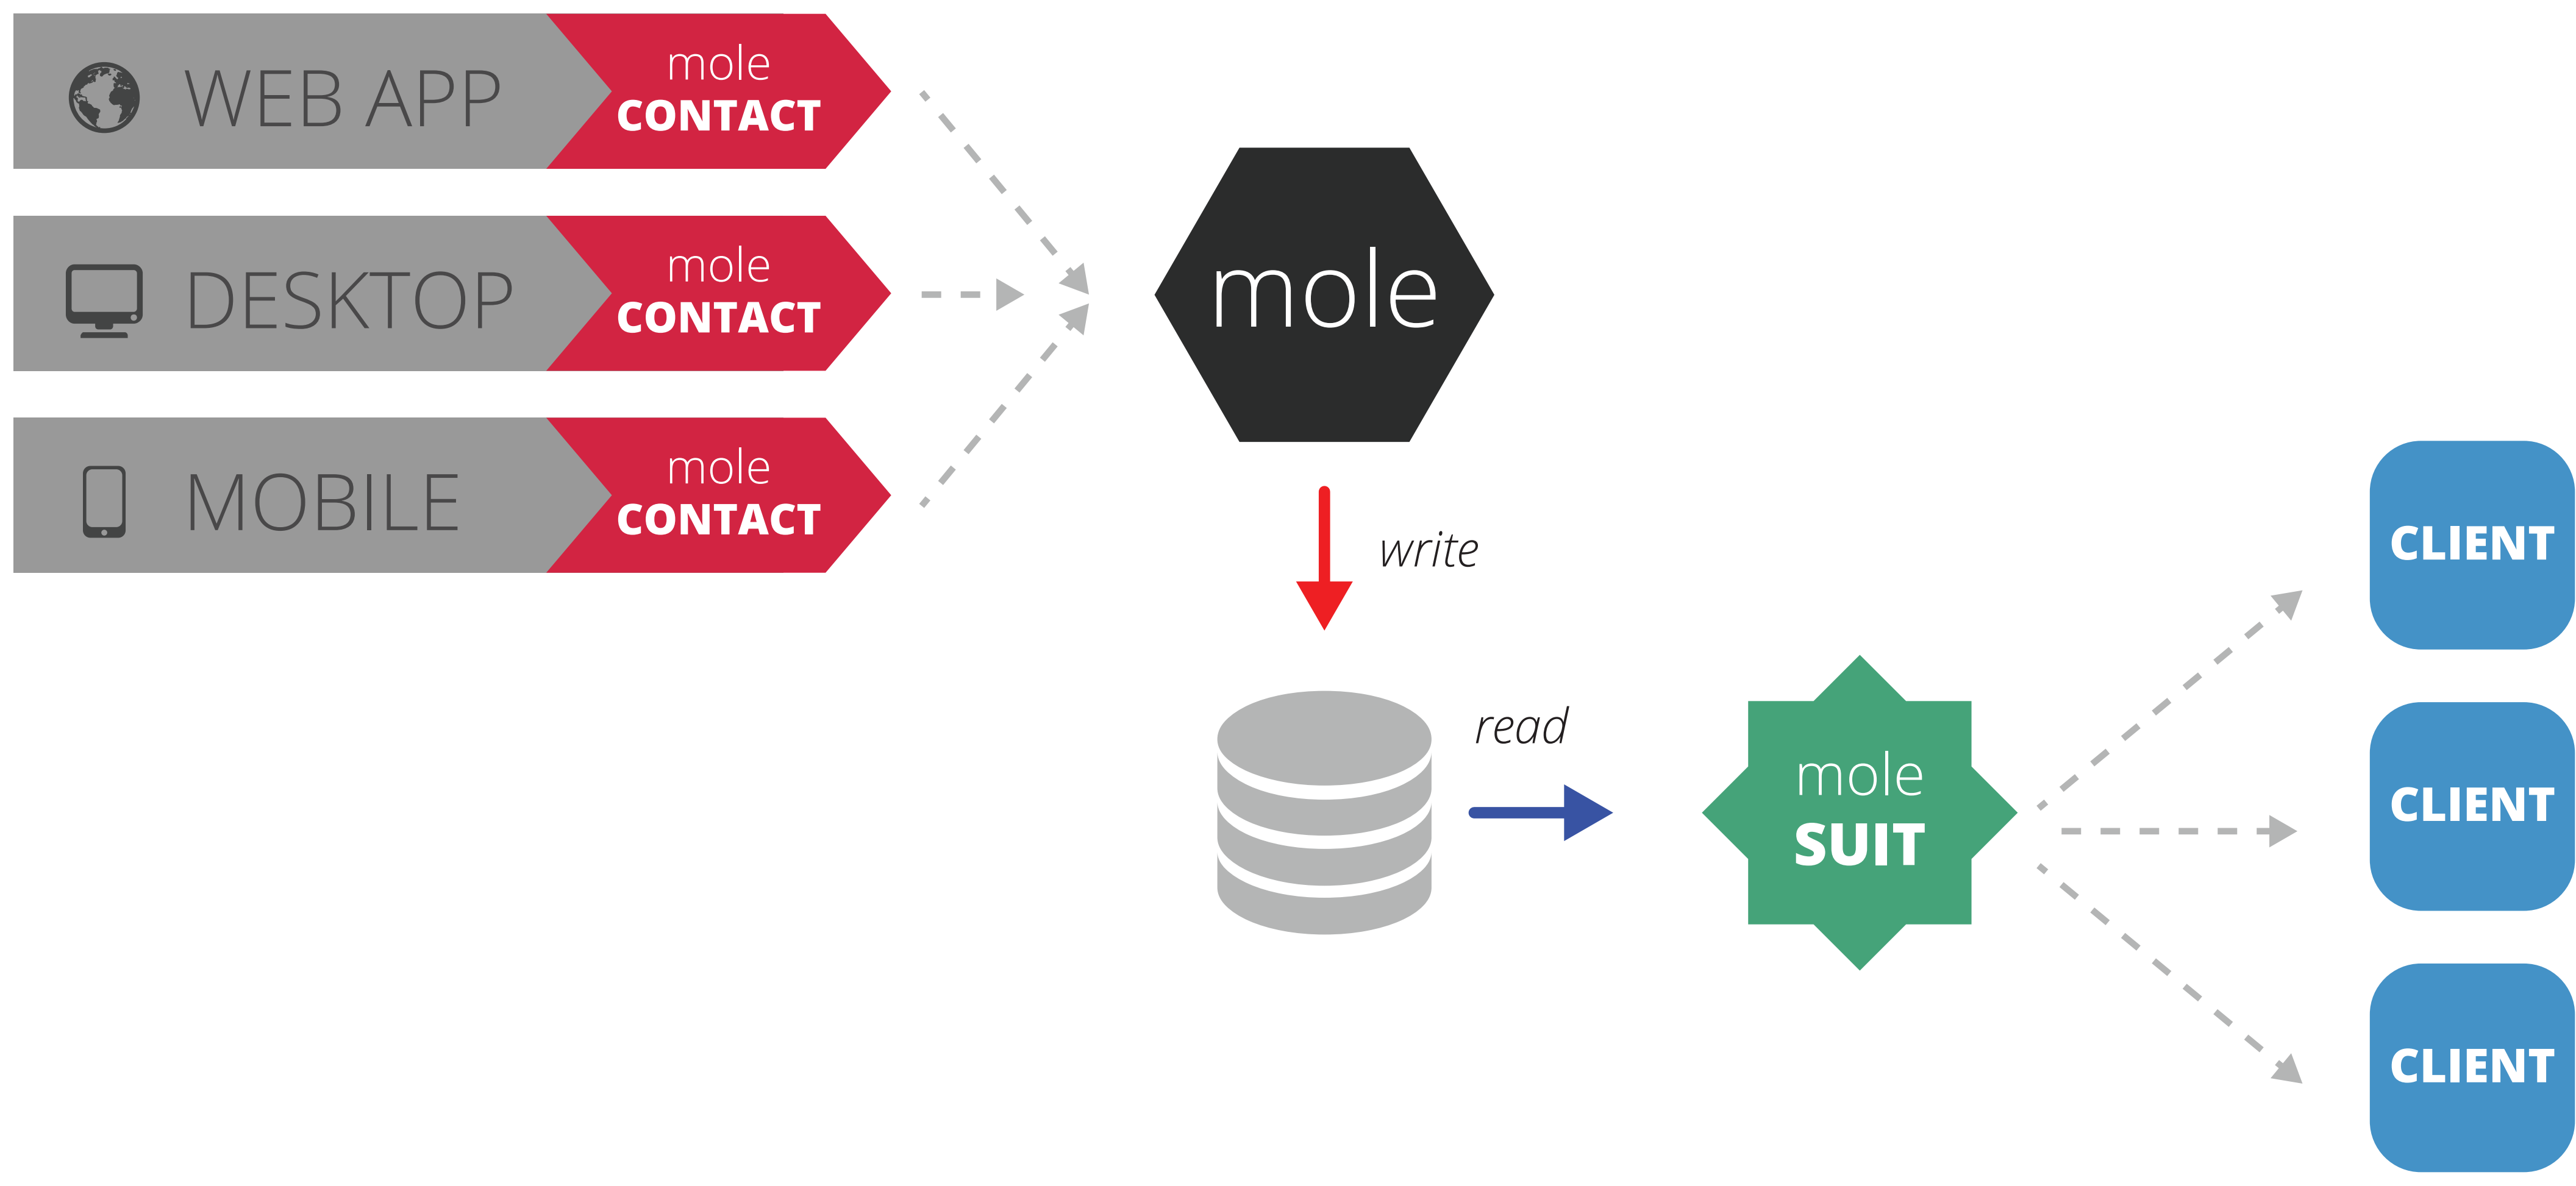 WEB APP
mole
CONTACT
DESKTOP
mole
CONTACT
MOBILE
mole
CONTACT
mole
write
read
mole
SUIT
CLIENT
CLIENT
CLIENT